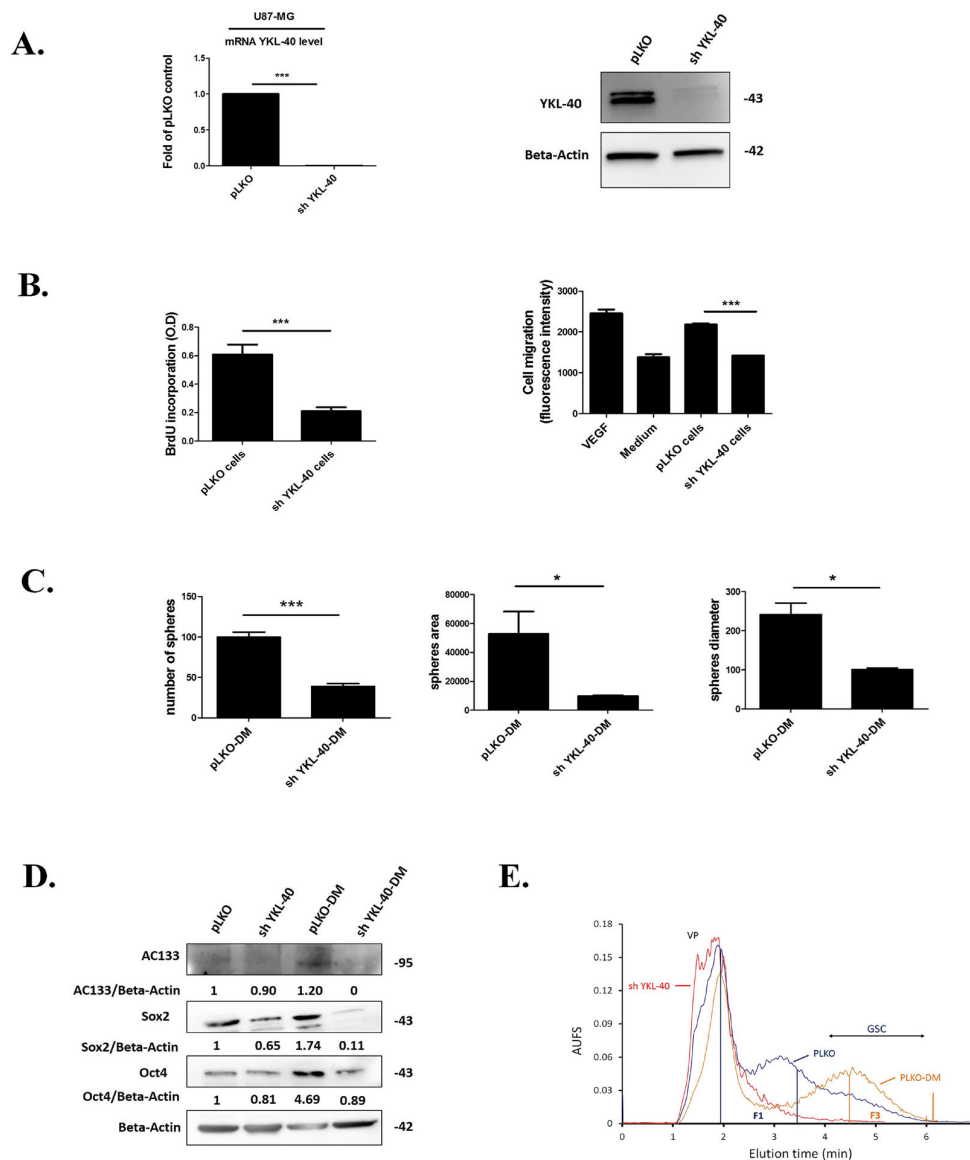 A.
U87-MG
mRNA YKL-40 level
Fold of pLKO control
1.5
1.0
0.5
0.0
***
pLKO
sh YKL-40
pLKO
sh YKL-40
YKL-40
-43
Beta-Actin
-42
B.
BrdU incorporation (O.D)
0.8
0.6
0.4
0.2
0.0
***
pLKO cells
sh YKL-40 cells
Cell migration
(fluorescence intensity)
3000
2000
1000
0
***
VEGF
Medium
pLKO cells
sh YKL-40 cells
C.
number of spheres
150
100
50
0
***
pLKO-DM
sh YKL-40-DM
spheres area
80000
60000
40000
20000
0
*
pLKO-DM
sh YKL-40-DM
spheres diameter
300
200
100
0
*
pLKO-DM
sh YKL-40-DM
D.
pLKO
sh YKL-40
pLKO-DM
sh YKL-40-DM
AC133
-95
AC133/Beta-Actin 1 0.90 1.20 0
Sox2
-43
Sox2/Beta-Actin 1 0.65 1.74 0.11
Oct4
-43
Oct4/Beta-Actin 1 0.81 4.69 0.89
Beta-Actin
-42
E.
AUFS
0.18
0.15
0.12
0.09
0.06
0.03
0
VP
sh YKL-40
GSC
PLKO
PLKO-DM
F1
F3
0 1 2 3 4 5 6
Elution time (min)